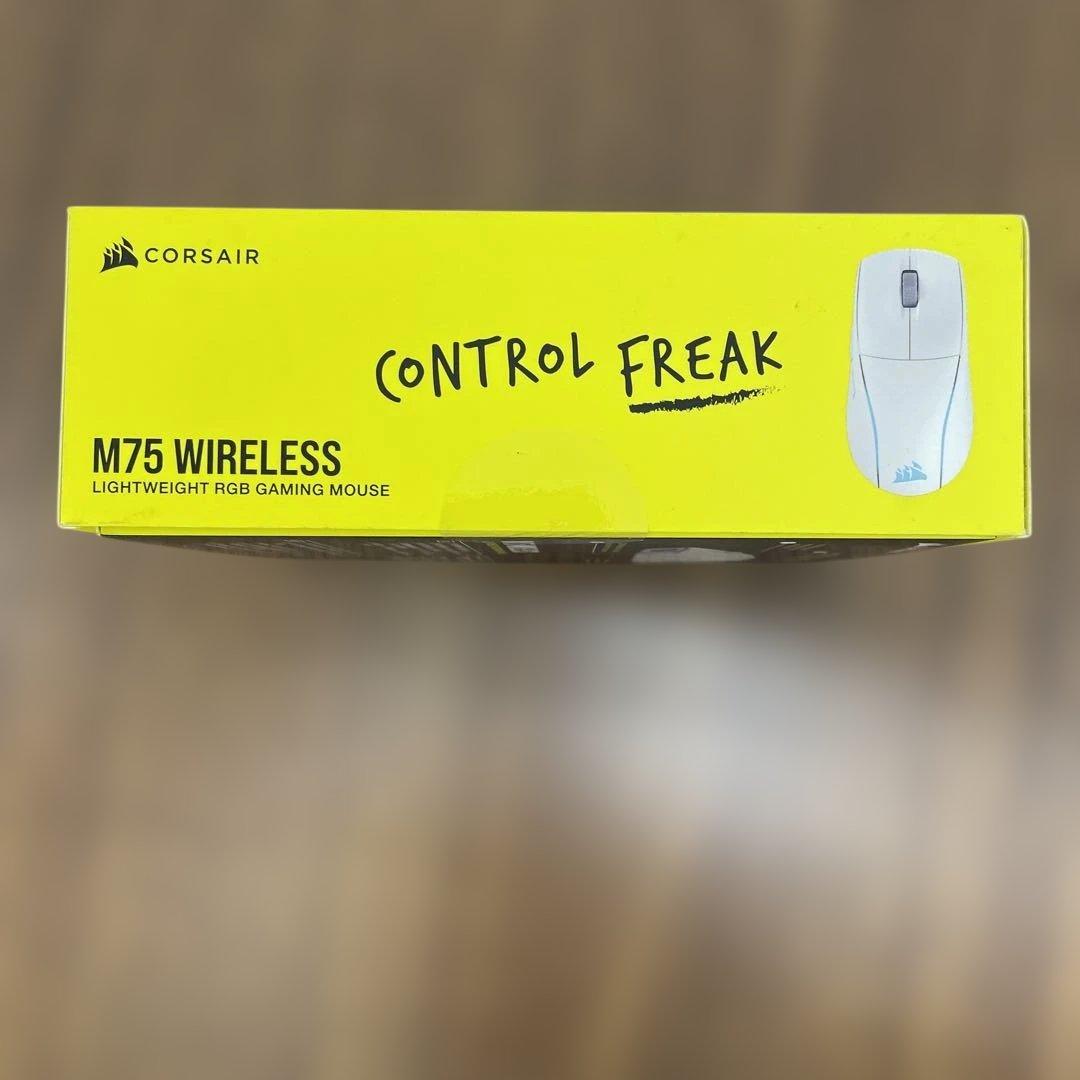 CORSAIR
CONTROL FREAK
M75 WIRELESS
LIGHTWEIGHT RGB GAMING MOUSE